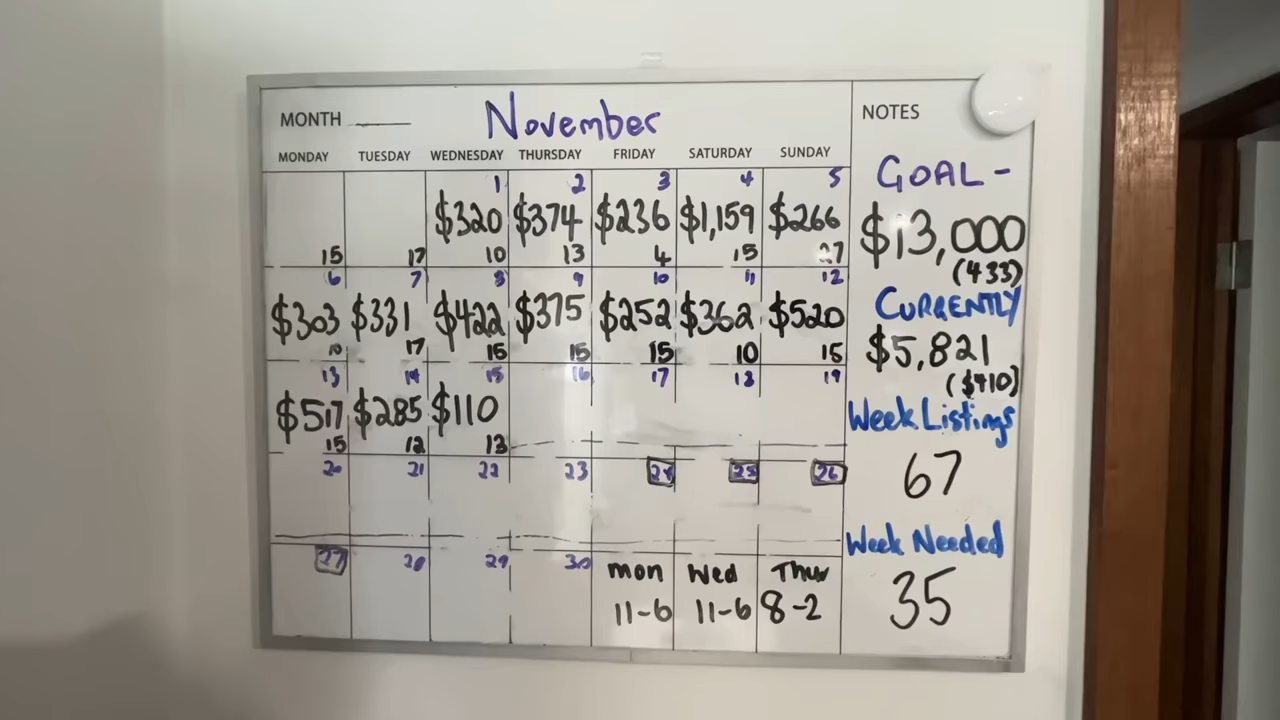 MONTH November NOTES
MONDAY TUESDAY WEDNESDAY THURSDAY FRIDAY SATURDAY SUNDAY
1 2 3 4 5
$320 $374 $236 $1,159 $266
15 17 10 13 4 15 27
6 7 8 9 10 11 12
$303 $331 $422 $375 $252 $362 $520
10 17 15 15 15 10 15
13 14 15 16 17 18 19
$517 $285 $110
15 12 13
20 21 22 23 24 25 26
27 28 29 30
Mon Wed Thur
11-6 11-6 8-2
GOAL -
$13,000
(433)
CURRENTLY
$5,821
($410)
Week Listings
67
Week Needed
35